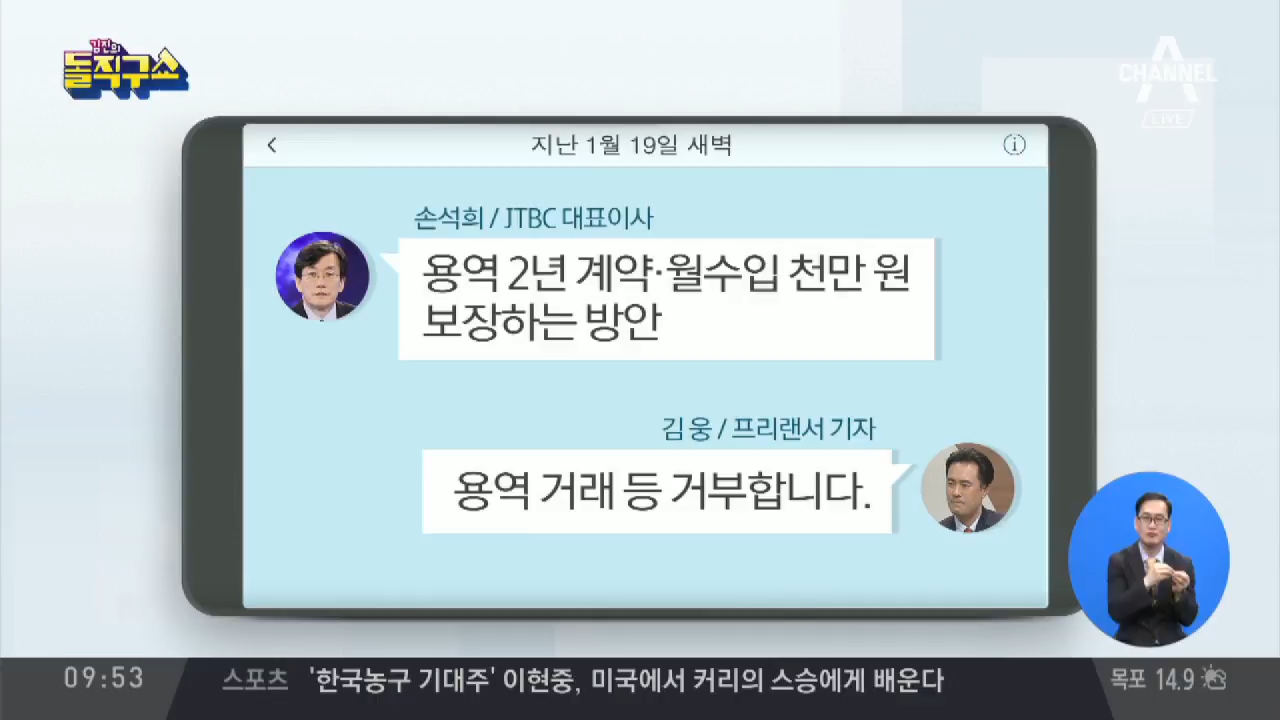 김진의
돌직구쇼
CHANNEL A
LIVE
지난 1월 19일 새벽
손석희 / JTBC 대표이사
용역 2년 계약·월수입 천만 원
보장하는 방안
김 웅 / 프리랜서 기자
용역 거래 등 거부합니다.
09:53
스포츠 '한국농구 기대주' 이현중, 미국에서 커리의 스승에게 배운다
목포 14.9